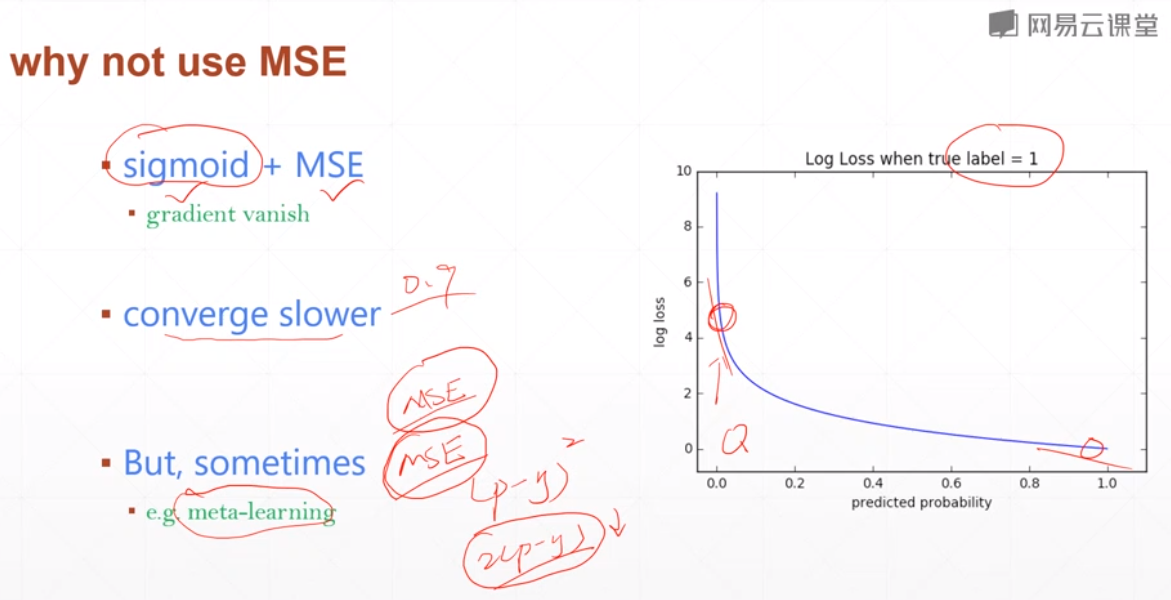 网易云课堂
why not use MSE
▪ sigmoid + MSE
▪ gradient vanish
▪ converge slower
0.9
MSE
▪ But, sometimes
MSE
(p-y)²
▪ e.g. meta-learning
2(p-y) ↓
Log Loss when true label = 1
log loss
10
8
6
4
2
0
0.0 0.2 0.4 0.6 0.8 1.0
predicted probability